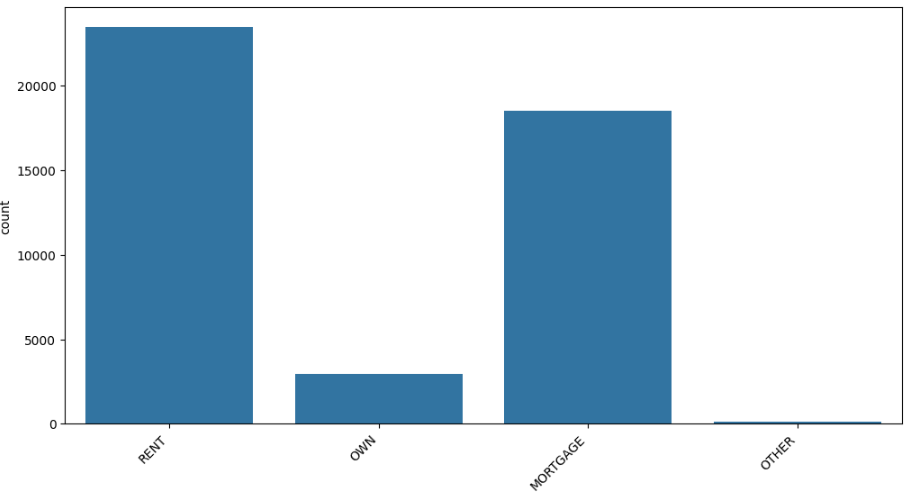 20000
15000
10000
5000
0
count
RENT
OWN
MORTGAGE
OTHER